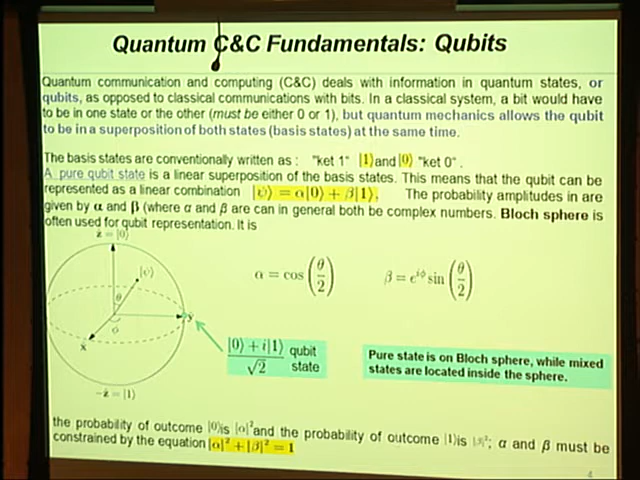 Quantum C&C Fundamentals: Qubits
Quantum communication and computing (C&C) deals with information in quantum states, or
qubits, as opposed to classical communications with bits. In a classical system, a bit would have
to be in one state or the other (must be either 0 or 1), but quantum mechanics allows the qubit
to be in a superposition of both states (basis states) at the same time.
The basis states are conventionally written as : "ket 1" |1⟩ and |0⟩ "ket 0" .
A pure qubit state is a linear superposition of the basis states. This means that the qubit can be
represented as a linear combination |ψ⟩ = α|0⟩ + β|1⟩, The probability amplitudes in are
given by α and β (where α and β are can in general both be complex numbers. Bloch sphere is
often used for qubit representation. It is
ẑ = |0⟩
|ψ⟩
θ
φ
x̂
ŷ
−ẑ = |1⟩
α = cos(θ/2)
β = e^{iφ} sin(θ/2)
|0⟩ + i|1⟩ / √2 qubit
state
Pure state is on Bloch sphere, while mixed
states are located inside the sphere.
the probability of outcome |0⟩ is |α|² and the probability of outcome |1⟩ is |β|²; α and β must be
constrained by the equation |α|² + |β|² = 1
4